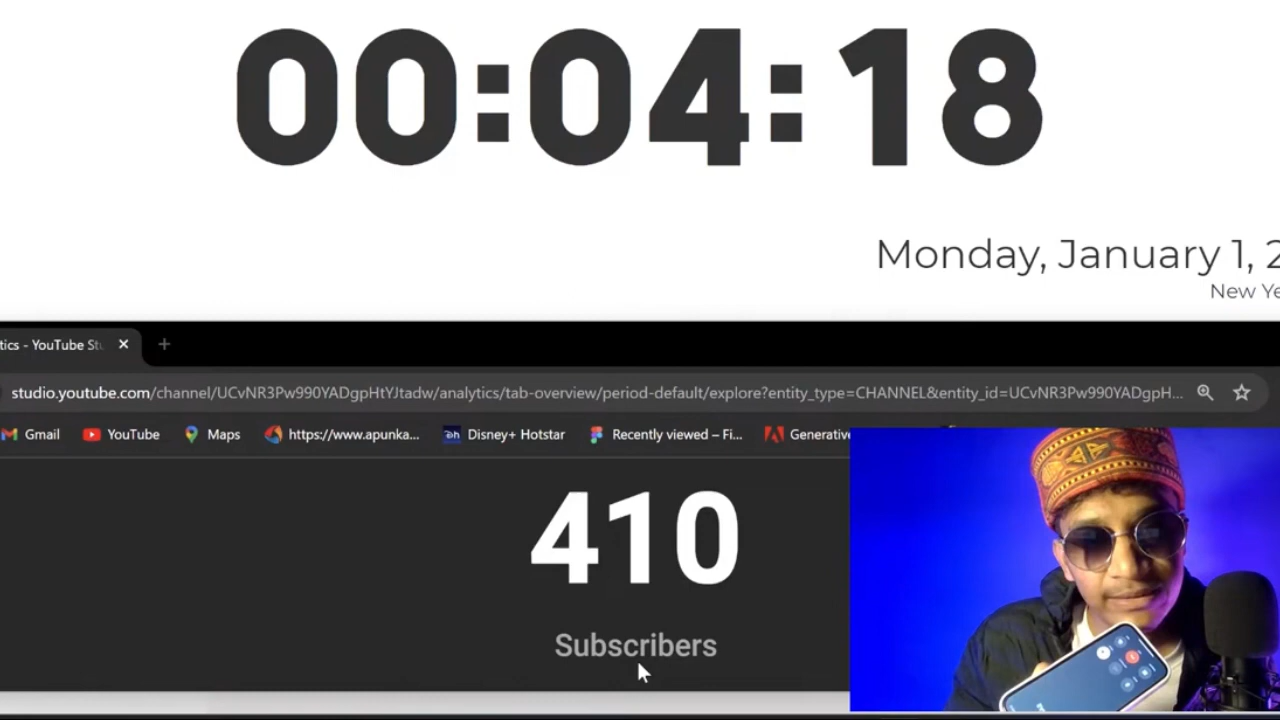 00:04:18
Monday, January 1, 2
New Ye
tics - YouTube Stu
studio.youtube.com/channel/UCvNR3Pw990YADgpHtYJtadw/analytics/tab-overview/period-default/explore?entity_type=CHANNEL&entity_id=UCvNR3Pw990YADgpH...
Gmail YouTube Maps https://www.apunka... Disney+ Hotstar Recently viewed – Fi... Generative
410
Subscribers